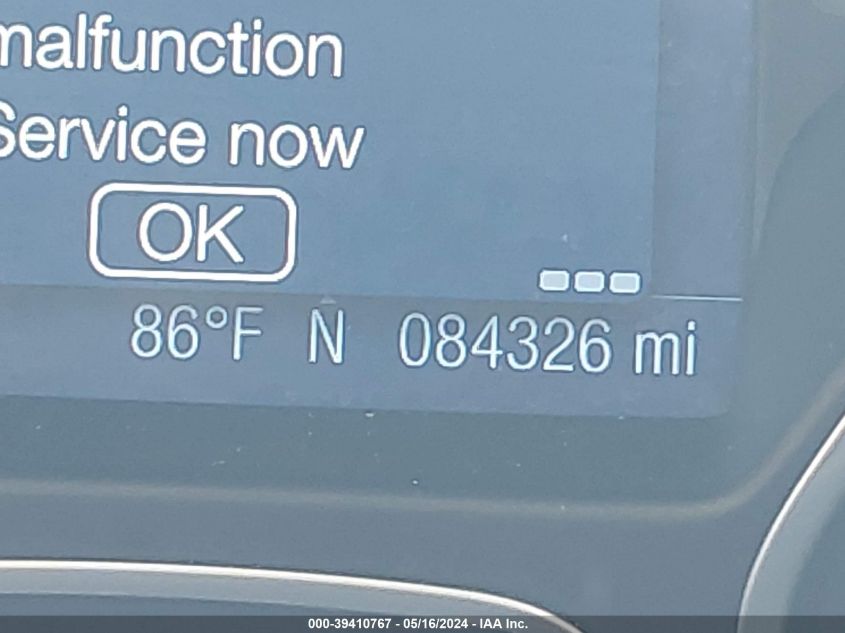 malfunction
Service now
OK
86°F N 084326 mi
000-39410767 - 05/16/2024 - IAA Inc.